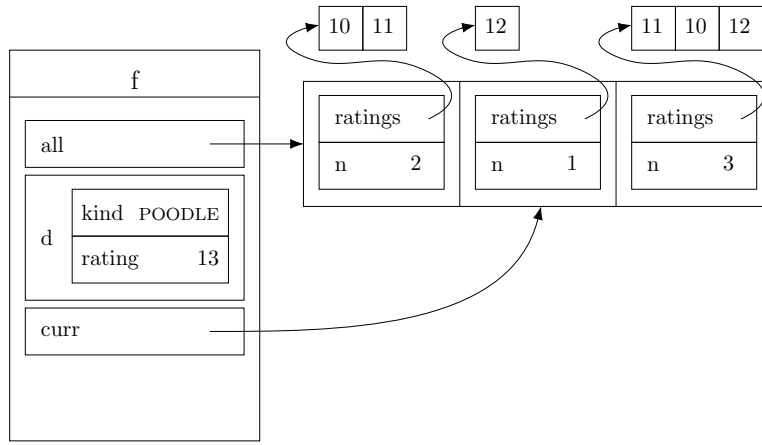 10 11 12 11 10 12
f
all
ratings ratings ratings
n 2 n 1 n 3
d
kind POODLE
rating 13
curr